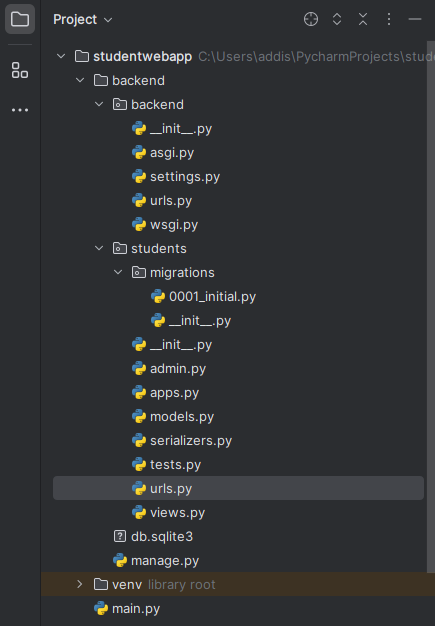 Project
studentwebapp C:\Users\addis\PycharmProjects\stud
backend
backend
__init__.py
asgi.py
settings.py
urls.py
wsgi.py
students
migrations
0001_initial.py
__init__.py
__init__.py
admin.py
apps.py
models.py
serializers.py
tests.py
urls.py
views.py
db.sqlite3
manage.py
venv library root
main.py